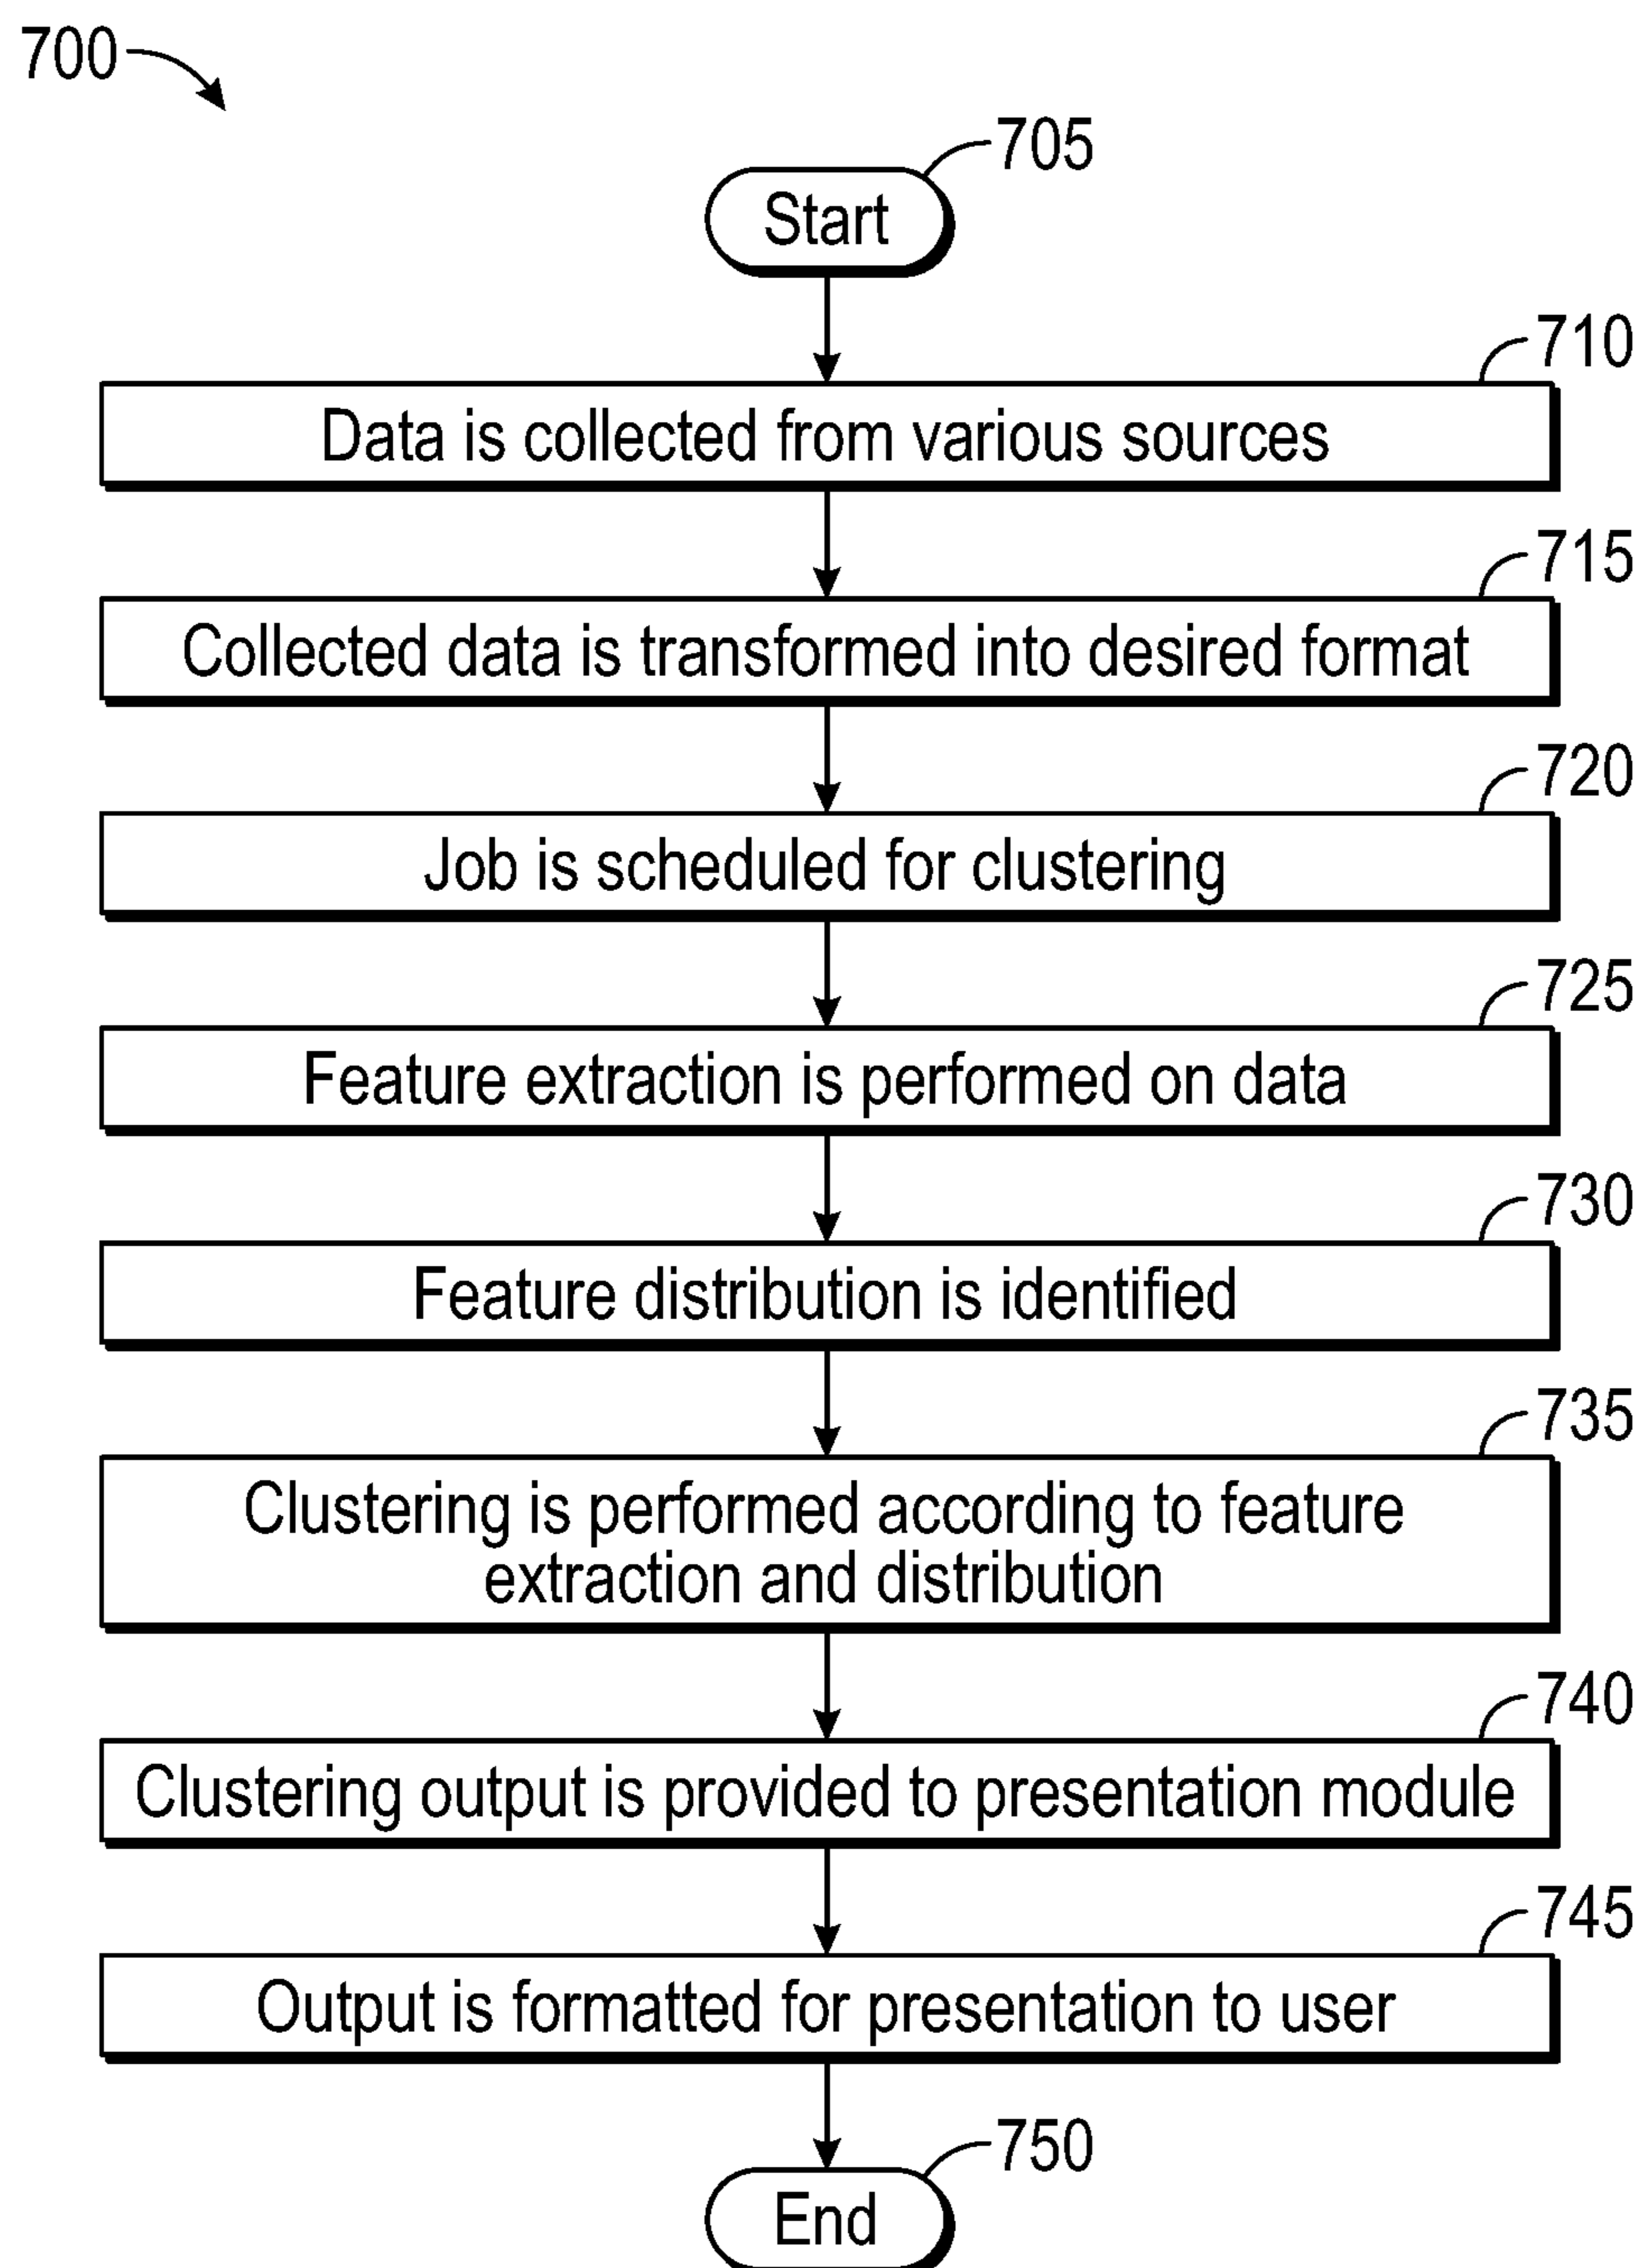 700
705
Start
710
Data is collected from various sources
715
Collected data is transformed into desired format
720
Job is scheduled for clustering
725
Feature extraction is performed on data
730
Feature distribution is identified
735
Clustering is performed according to feature
extraction and distribution
740
Clustering output is provided to presentation module
745
Output is formatted for presentation to user
750
End